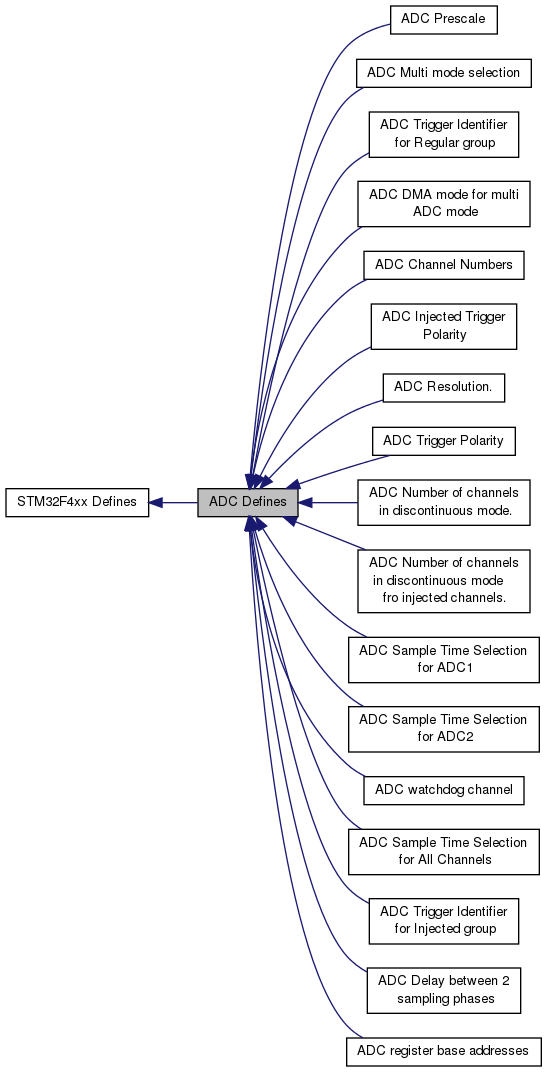 ADC Prescale
ADC Multi mode selection
ADC Trigger Identifier
for Regular group
ADC DMA mode for multi
ADC mode
ADC Channel Numbers
ADC Injected Trigger
Polarity
ADC Resolution.
ADC Trigger Polarity
STM32F4xx Defines
ADC Defines
ADC Number of channels
in discontinuous mode.
ADC Number of channels
in discontinuous mode
fro injected channels.
ADC Sample Time Selection
for ADC1
ADC Sample Time Selection
for ADC2
ADC watchdog channel
ADC Sample Time Selection
for All Channels
ADC Trigger Identifier
for Injected group
ADC Delay between 2
sampling phases
ADC register base addresses